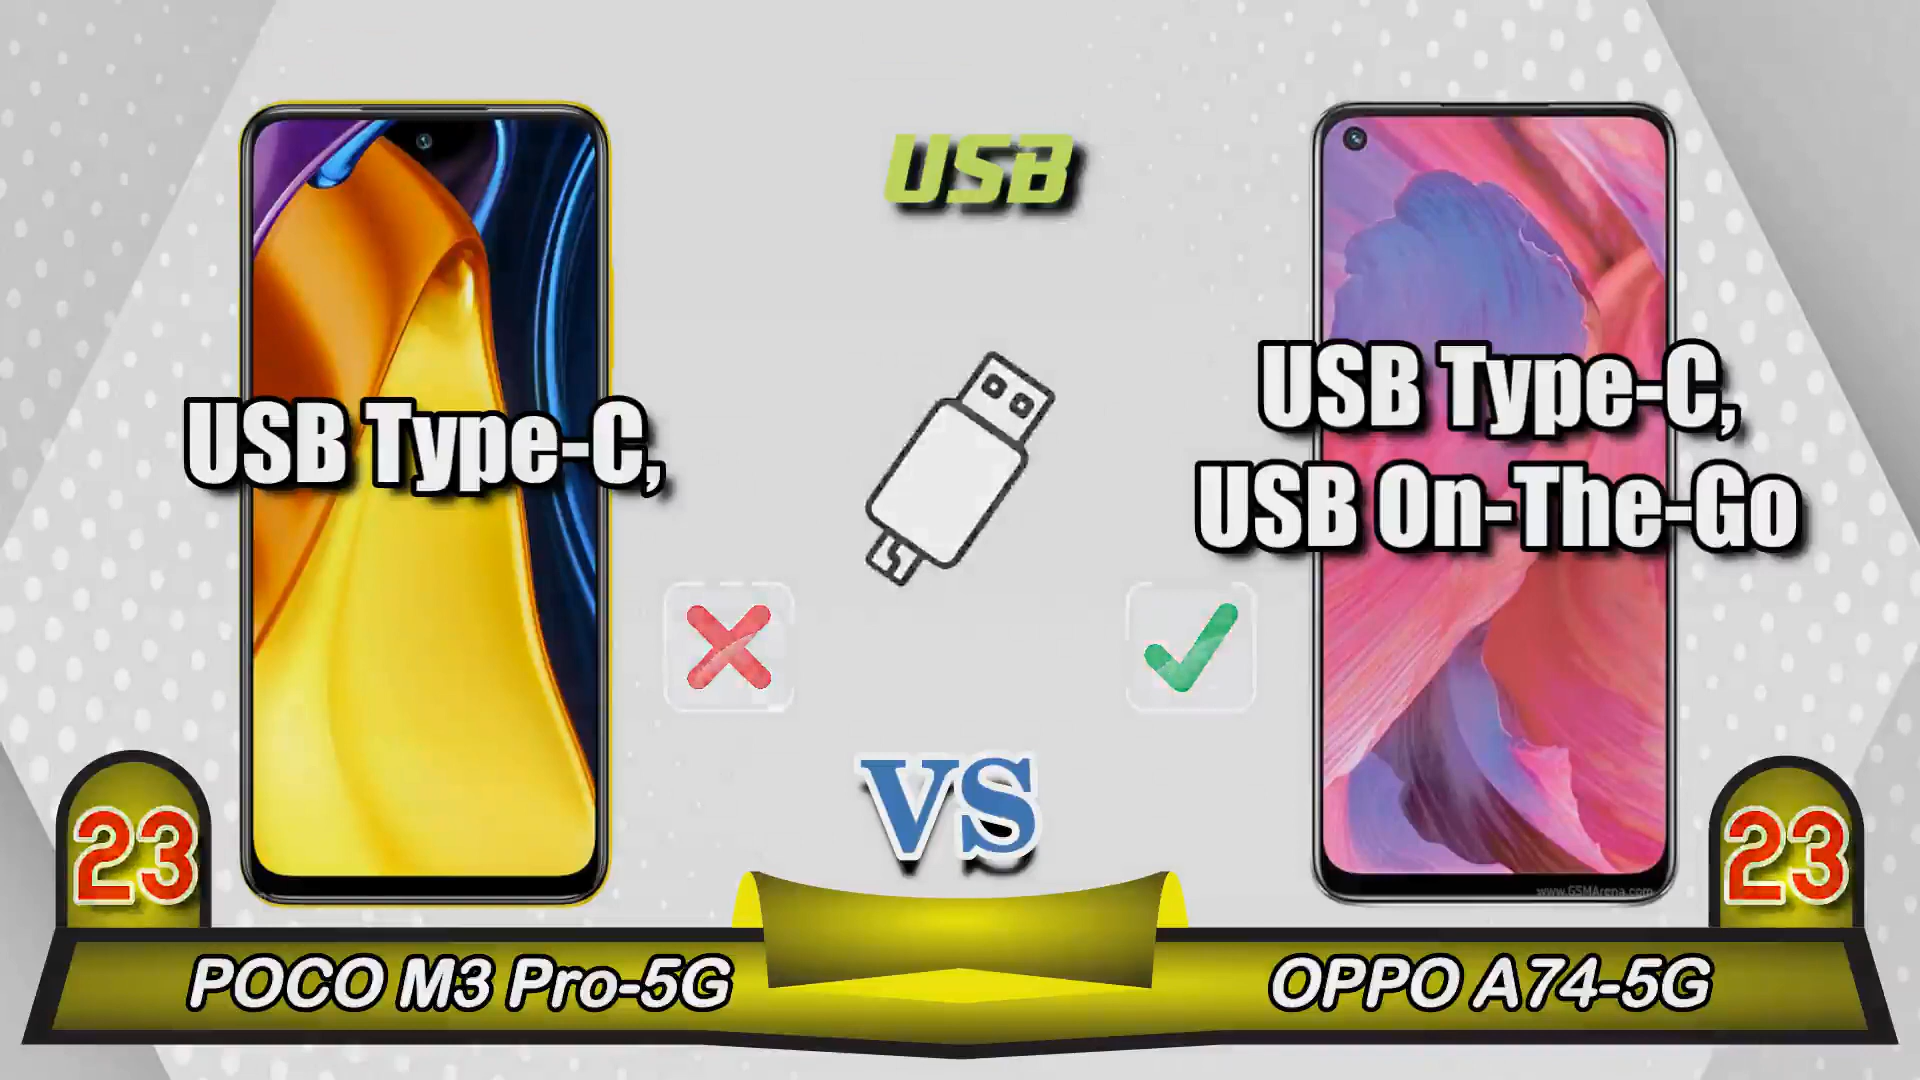 USB
USB Type-C,
USB Type-C,
USB On-The-Go
VS
23
23
POCO M3 Pro-5G
OPPO A74-5G
www.GSMArena.com